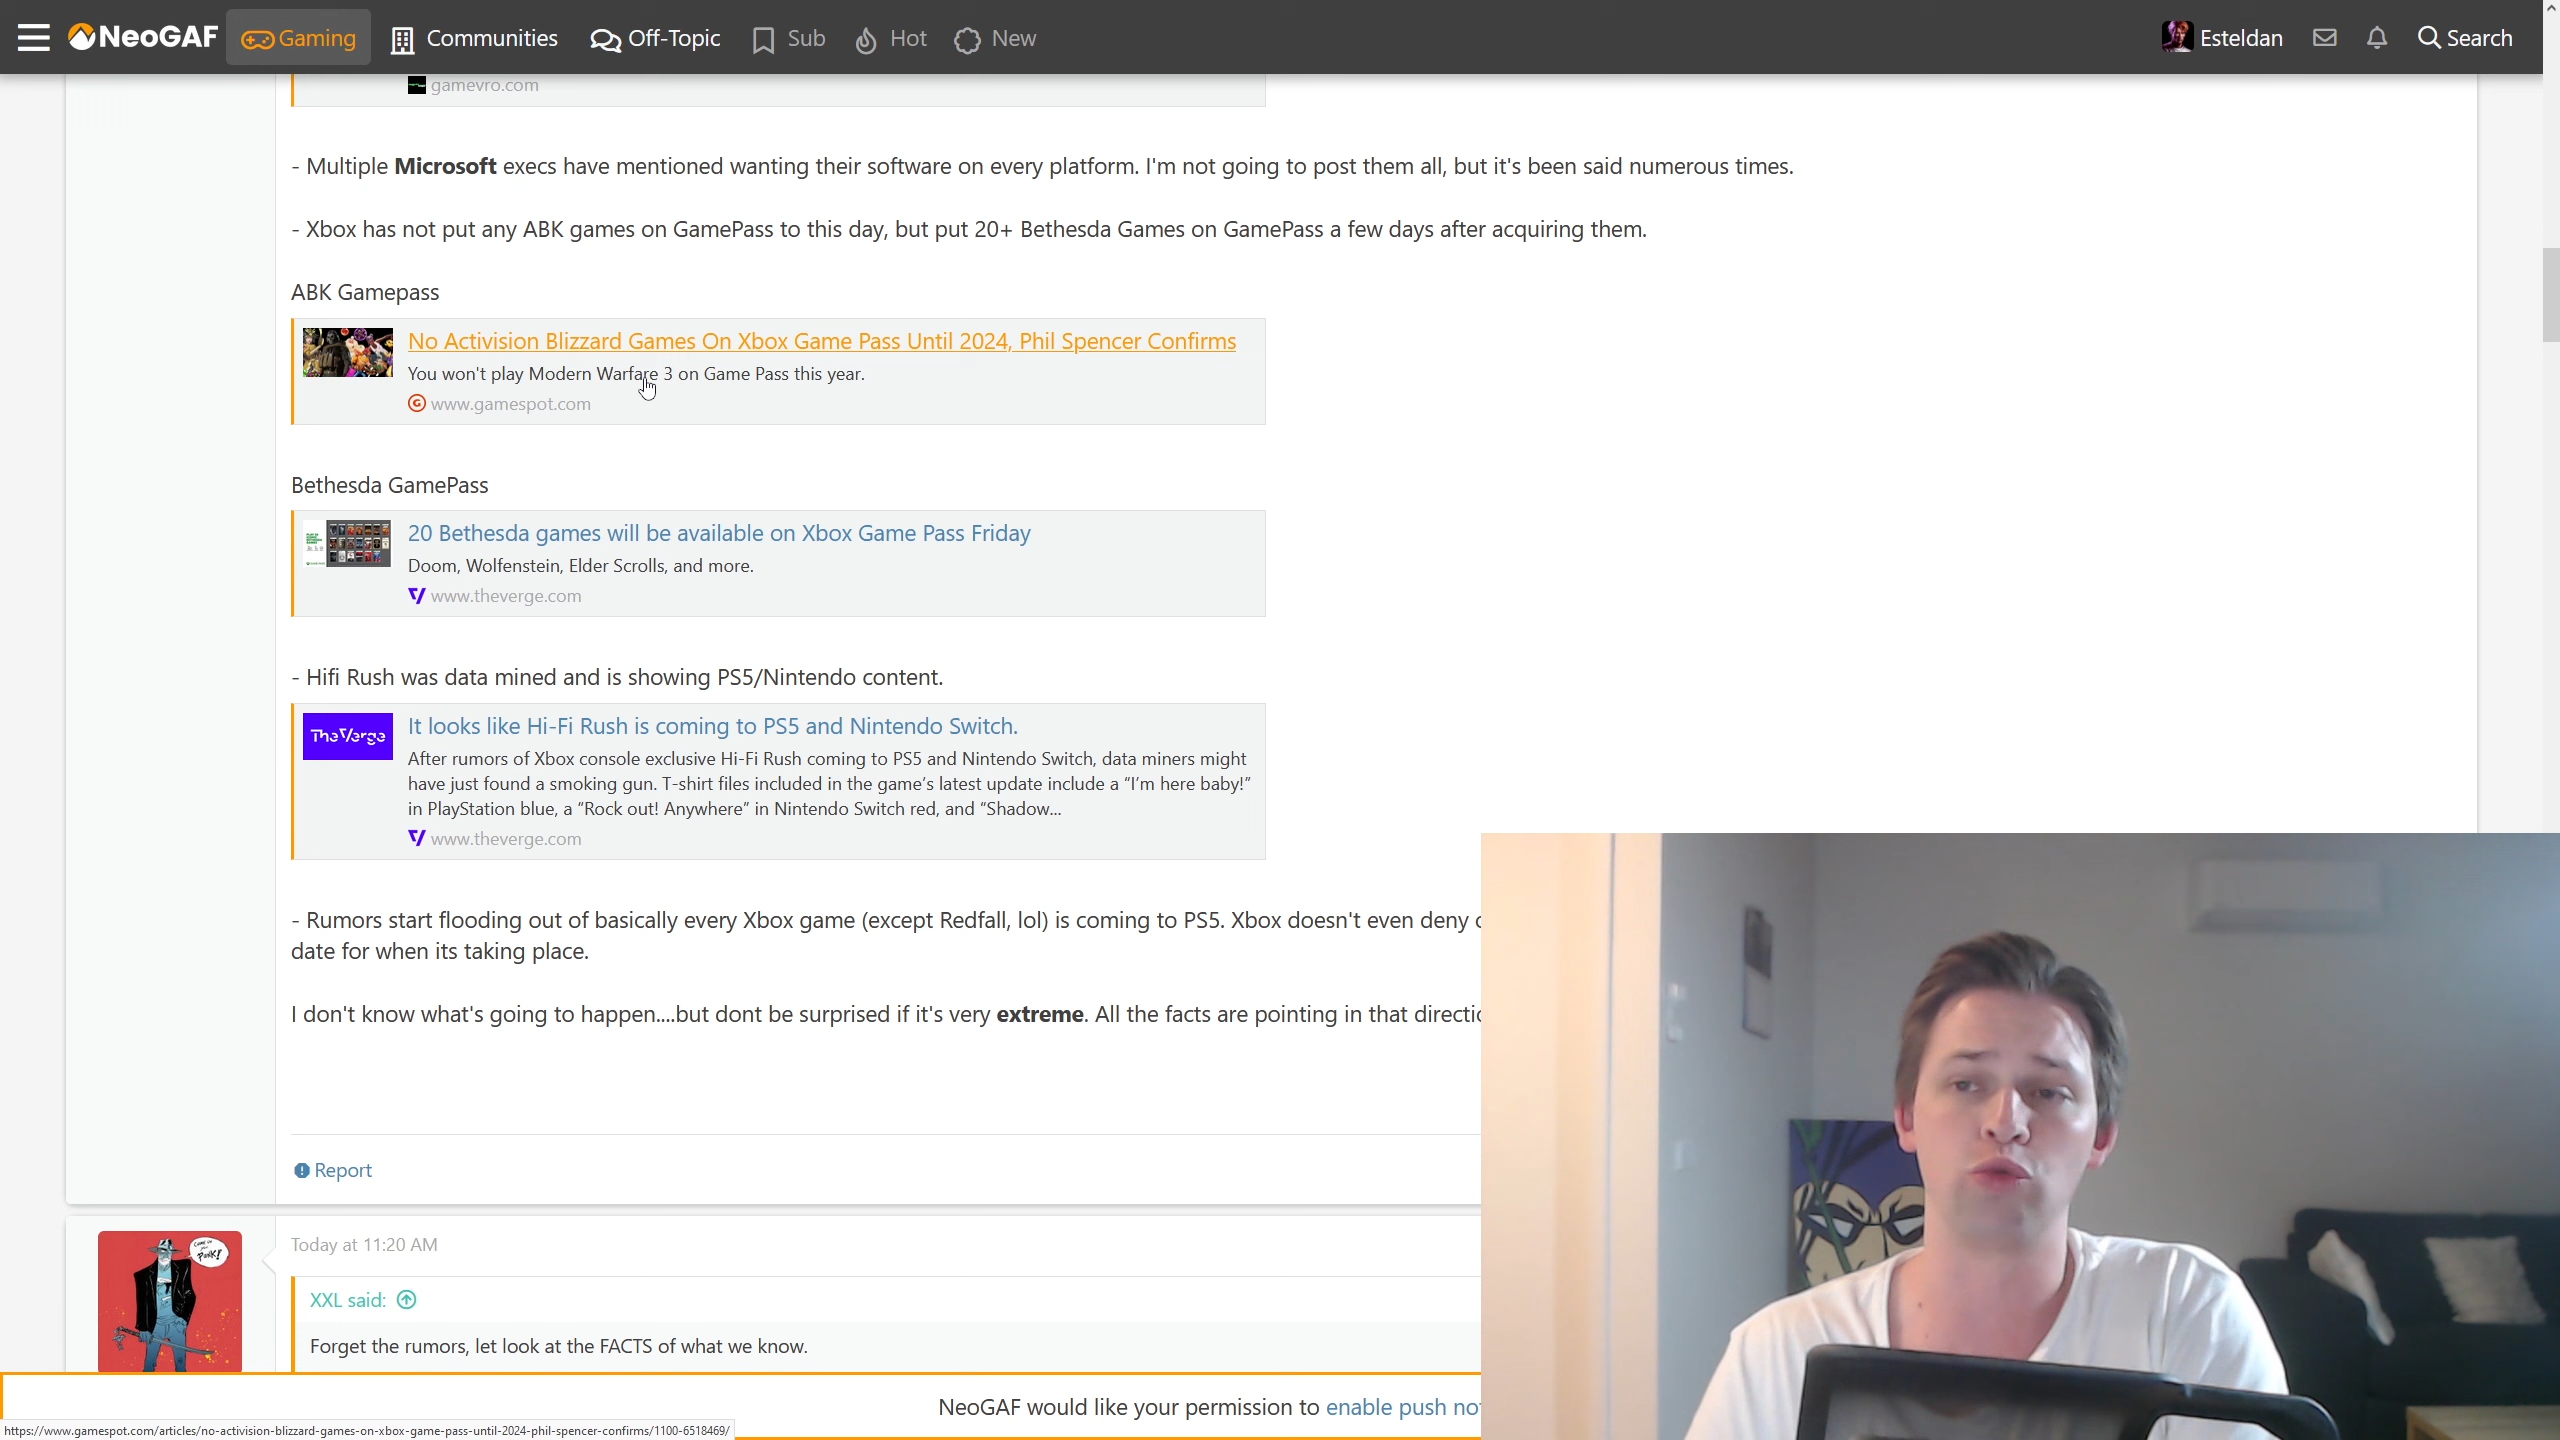 NeoGAF Gaming Communities Off-Topic Sub Hot New Esteldan Search
gamevro.com
- Multiple Microsoft execs have mentioned wanting their software on every platform. I'm not going to post them all, but it's been said numerous times.
- Xbox has not put any ABK games on GamePass to this day, but put 20+ Bethesda Games on GamePass a few days after acquiring them.
ABK Gamepass
No Activision Blizzard Games On Xbox Game Pass Until 2024, Phil Spencer Confirms
You won't play Modern Warfare 3 on Game Pass this year.
www.gamespot.com
Bethesda GamePass
20 Bethesda games will be available on Xbox Game Pass Friday
Doom, Wolfenstein, Elder Scrolls, and more.
www.theverge.com
- Hifi Rush was data mined and is showing PS5/Nintendo content.
TheVerge
It looks like Hi-Fi Rush is coming to PS5 and Nintendo Switch.
After rumors of Xbox console exclusive Hi-Fi Rush coming to PS5 and Nintendo Switch, data miners might
have just found a smoking gun. T-shirt files included in the game's latest update include a “I'm here baby!”
in PlayStation blue, a “Rock out! Anywhere” in Nintendo Switch red, and “Shadow...
www.theverge.com
- Rumors start flooding out of basically every Xbox game (except Redfall, lol) is coming to PS5. Xbox doesn't even deny
date for when its taking place.
I don't know what's going to happen....but dont be surprised if it's very extreme. All the facts are pointing in that directi
Report
Today at 11:20 AM
XXL said:
Forget the rumors, let look at the FACTS of what we know.
NeoGAF would like your permission to enable push no
https://www.gamespot.com/articles/no-activision-blizzard-games-on-xbox-game-pass-until-2024-phil-spencer-confirms/1100-6518469/